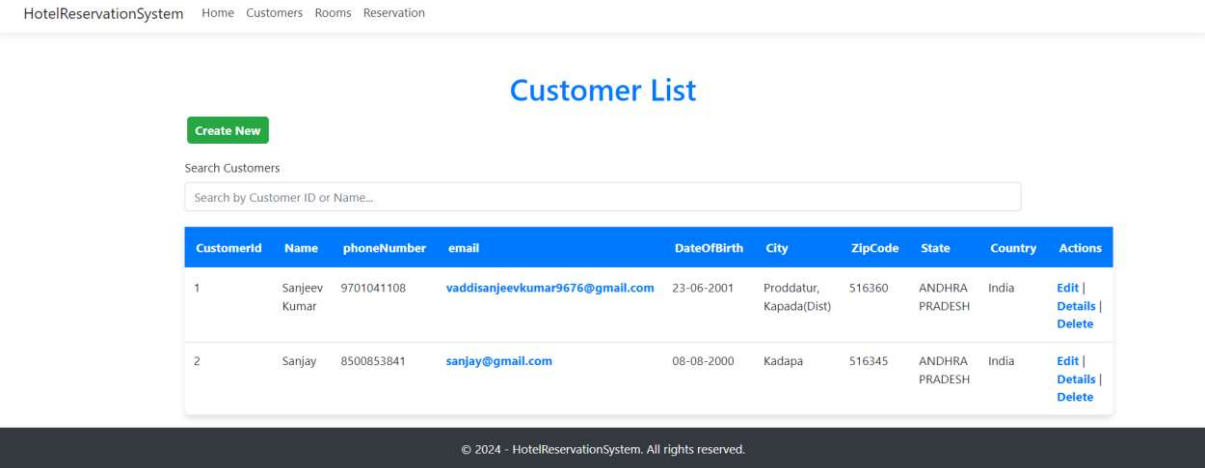 HotelReservationSystem Home Customers Rooms Reservation
Customer List
Create New
Search Customers
Search by Customer ID or Name...
CustomerId Name phoneNumber email DateOfBirth City ZipCode State Country Actions
1 Sanjeev 9701041108 vaddisanjeevkumar9676@gmail.com 23-06-2001 Proddatur, 516360 ANDHRA India Edit |
Kumar Kapada(Dist) PRADESH Details |
Delete
2 Sanjay 8500853841 sanjay@gmail.com 08-08-2000 Kadapa 516345 ANDHRA India Edit |
PRADESH Details |
Delete
© 2024 - HotelReservationSystem. All rights reserved.